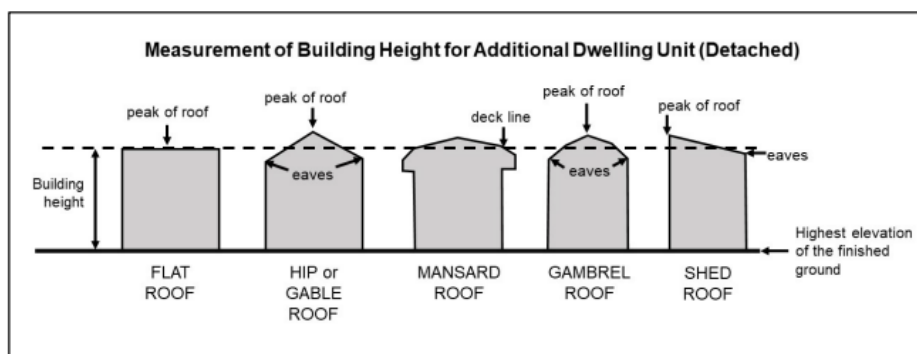 Measurement of Building Height for Additional Dwelling Unit (Detached)
peak of roof
peak of roof
deck line
peak of roof
peak of roof
eaves
eaves
eaves
Building
height
Highest elevation
of the finished
ground
FLAT
ROOF
HIP or
GABLE
ROOF
MANSARD
ROOF
GAMBREL
ROOF
SHED
ROOF